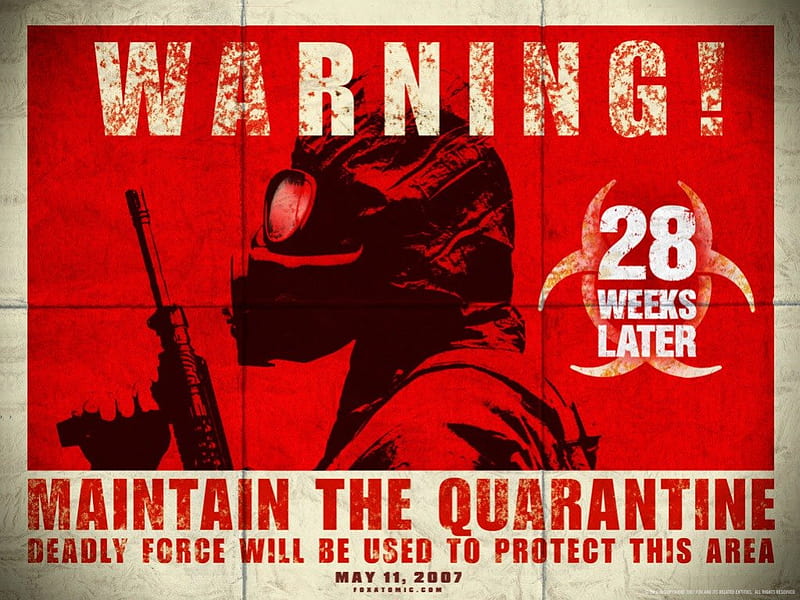 WARNING!
28
WEEKS
LATER
MAINTAIN THE QUARANTINE
DEADLY FORCE WILL BE USED TO PROTECT THIS AREA
MAY 11, 2007
FOXATOMIC.COM